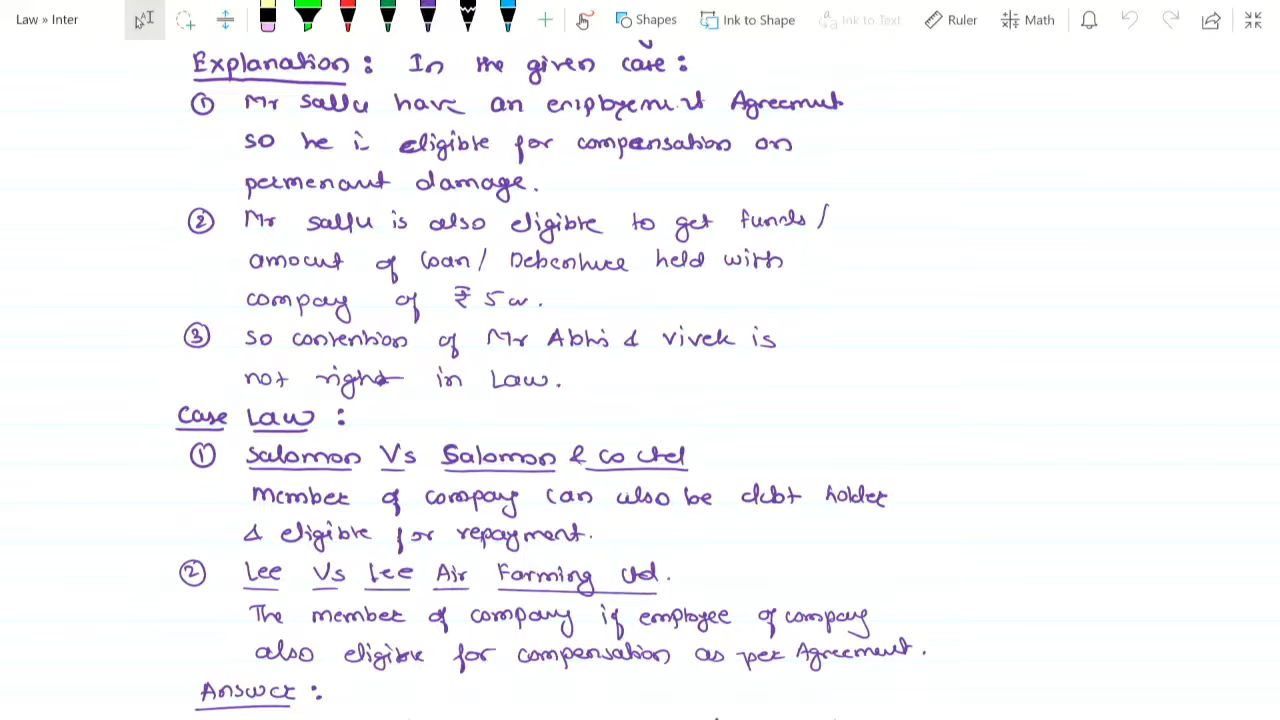 Law » Inter
Shapes Ink to Shape Ink to Text Ruler Math
Explanation: In the given case:
① Mr Sallu have an employement Agreement
so he is eligible for compensation on
permenant damage.
② Mr sallu is also eligible to get funds/
amount of loan/ Debenture held with
compay of ₹ 5
③ so contention of Mr Abhi & vivek is
not right in Law.
Case Law:
① Salomon Vs Salomon & co Ltd
member of company can also be debt holder
& eligible for repayment.
② Lee Vs Lee Air Farming Ltd.
The member of company if employee of company
also eligible for compensation as per Agreement.
Answer: